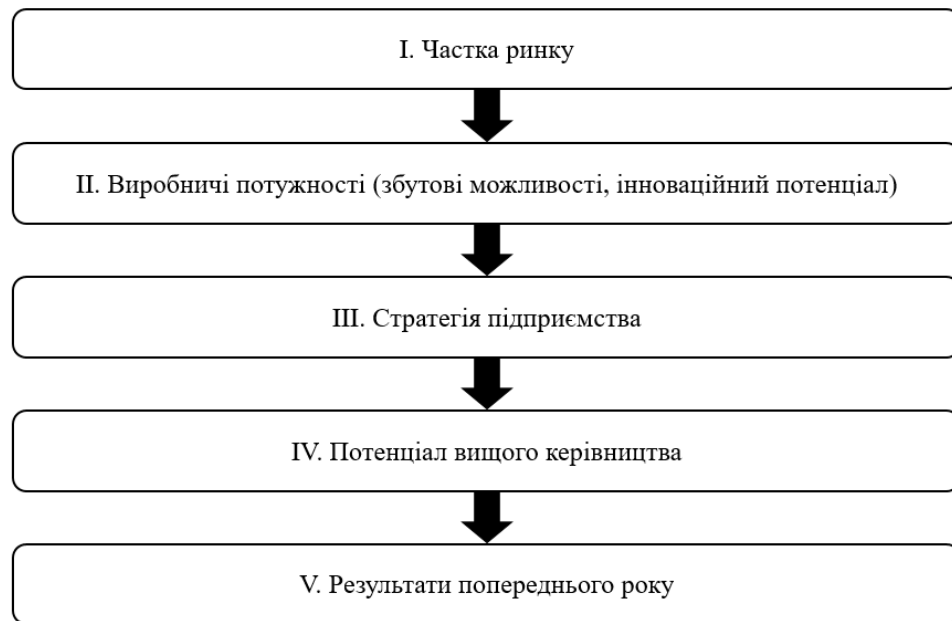 I. Частка ринку
II. Виробничі потужності (збутові можливості, інноваційний потенціал)
III. Стратегія підприємства
IV. Потенціал вищого керівництва
V. Результати попереднього року